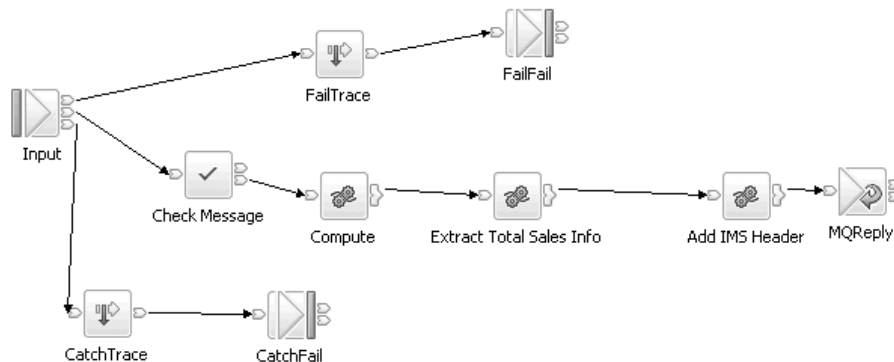 FailTrace
FailFail
Input
Check Message
Compute
Extract Total Sales Info
Add IMS Header
MQReply
CatchTrace
CatchFail